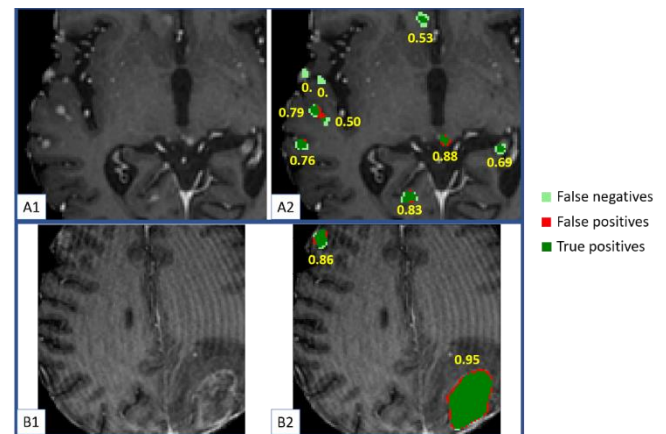 0.53
0. 0.
0.79
0.50
0.76
0.88
0.69
0.83
A1
A2
False negatives
False positives
True positives
0.86
0.95
B1
B2